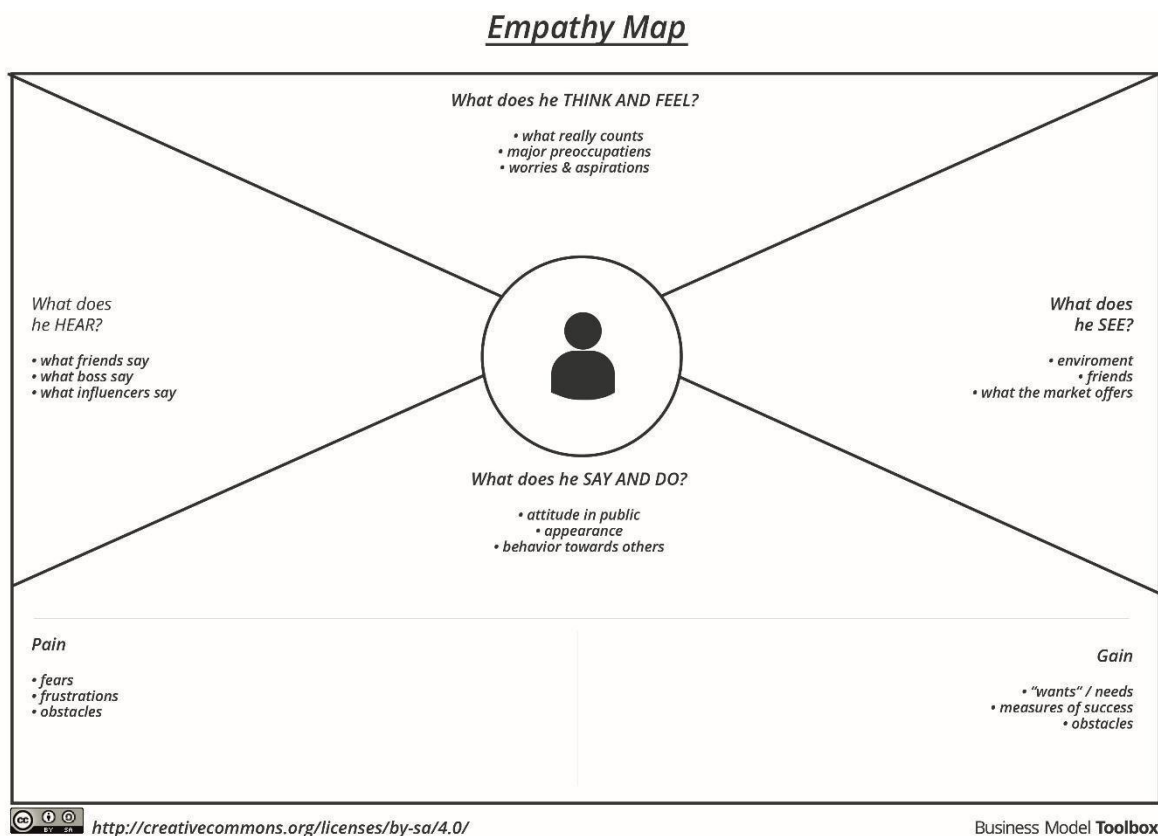 Empathy Map
What does he THINK AND FEEL?
• what really counts
• major preoccupatiens
• worries & aspirations
What does
he HEAR?
• what friends say
• what boss say
• what influencers say
What does
he SEE?
• enviroment
• friends
• what the market offers
What does he SAY AND DO?
• attitude in public
• appearance
• behavior towards others
Pain
• fears
• frustrations
• obstacles
Gain
• “wants” / needs
• measures of success
• obstacles
cc BY SA http://creativecommons.org/licenses/by-sa/4.0/
Business Model Toolbox